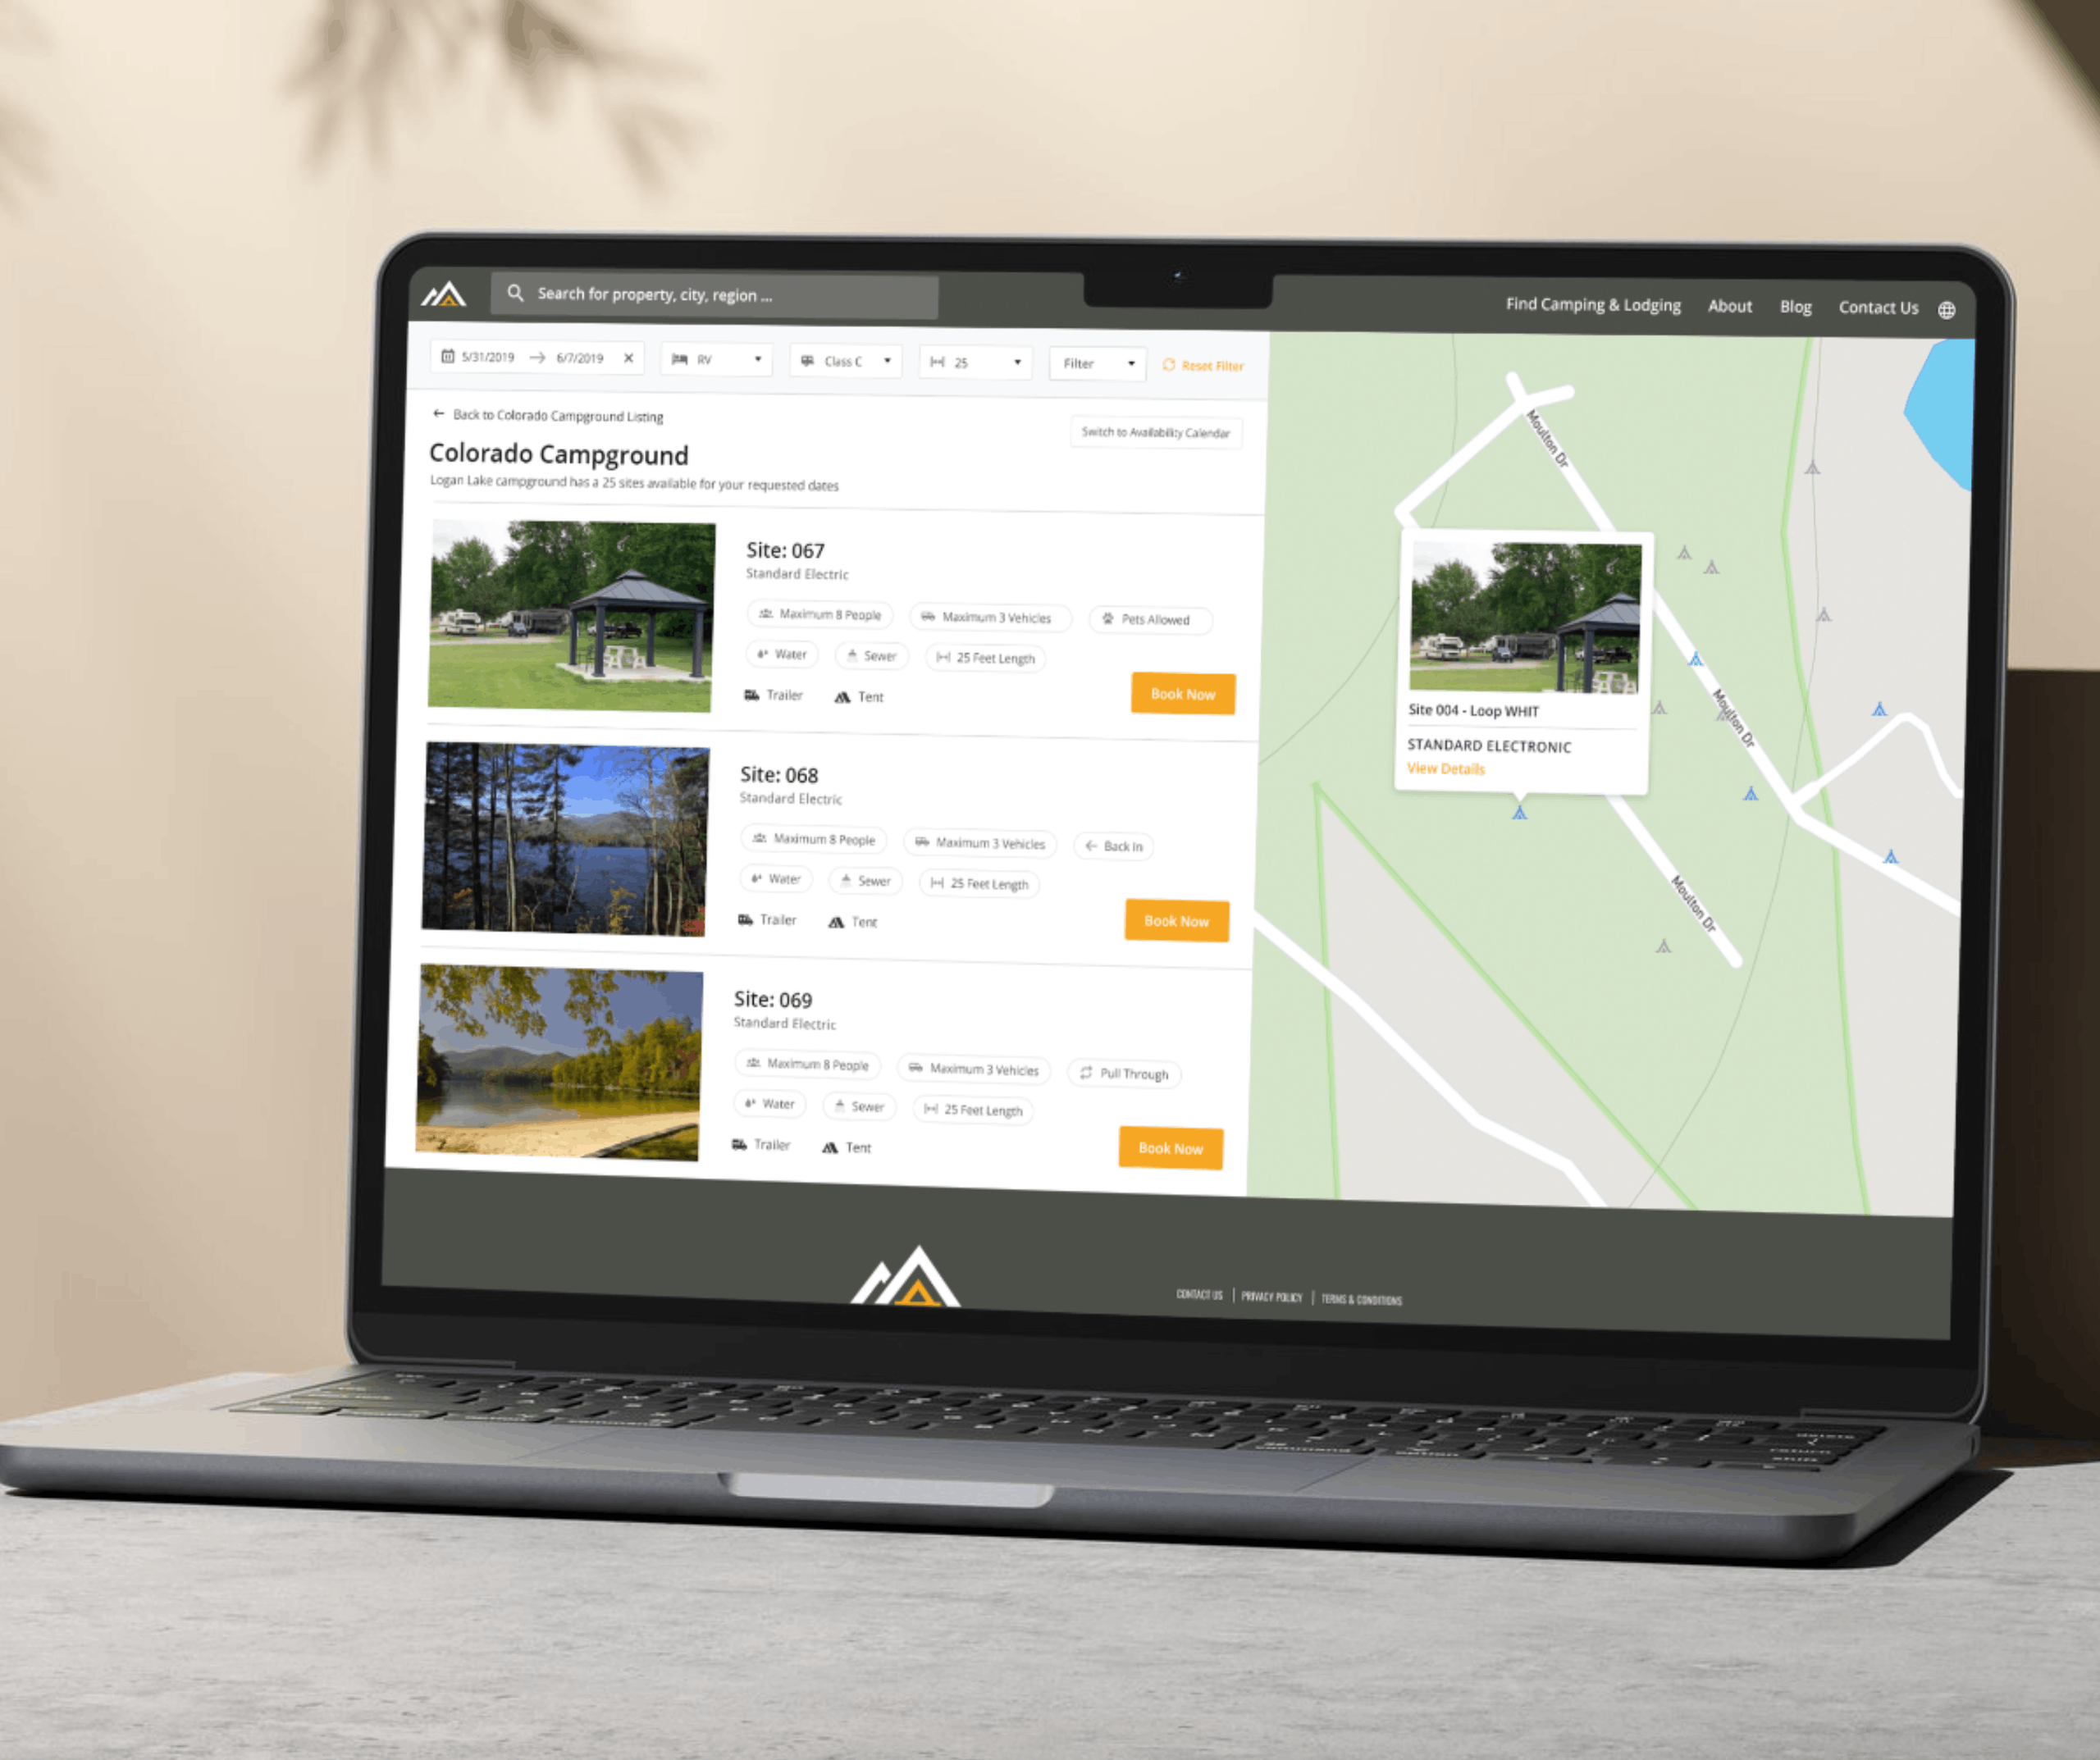 Search for property, city, region ...
Find Camping & Lodging About Blog Contact Us
5/31/2019 6/7/2019 RV Class C 25 Filter Reset Filter
Back to Colorado Campground Listing
Switch to Availability Calendar
Colorado Campground
Logan Lake campground has a 25 sites available for your requested dates
Site: 067
Standard Electric
Maximum 8 People Maximum 3 Vehicles Pets Allowed
Water Sewer 25 Feet Length
Trailer Tent
Book Now
Site: 068
Standard Electric
Maximum 8 People Maximum 3 Vehicles Back In
Water Sewer 25 Feet Length
Trailer Tent
Book Now
Site: 069
Standard Electric
Maximum 8 People Maximum 3 Vehicles Pull Through
Water Sewer 25 Feet Length
Trailer Tent
Book Now
Moulton Dr
Site 004 - Loop WHIT
STANDARD ELECTRONIC
View Details
Moulton Dr
Moulton Dr
CONTACT US | PRIVACY POLICY | TERMS & CONDITIONS
command option
delete
return
shift